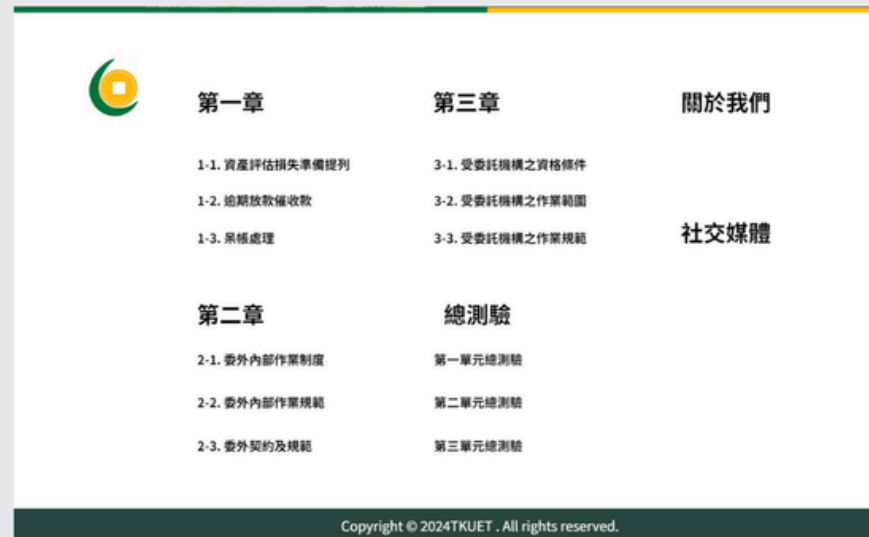 第一章
1-1. 資產評估損失準備提列
1-2. 逾期放款催收款
1-3. 呆帳處理
第二章
2-1. 委外內部作業制度
2-2. 委外內部作業規範
2-3. 委外契約及規範
第三章
3-1. 受委託機構之資格條件
3-2. 受委託機構之作業範圍
3-3. 受委託機構之作業規範
總測驗
第一單元總測驗
第二單元總測驗
第三單元總測驗
關於我們
社交媒體
Copyright © 2024TKUET . All rights reserved.